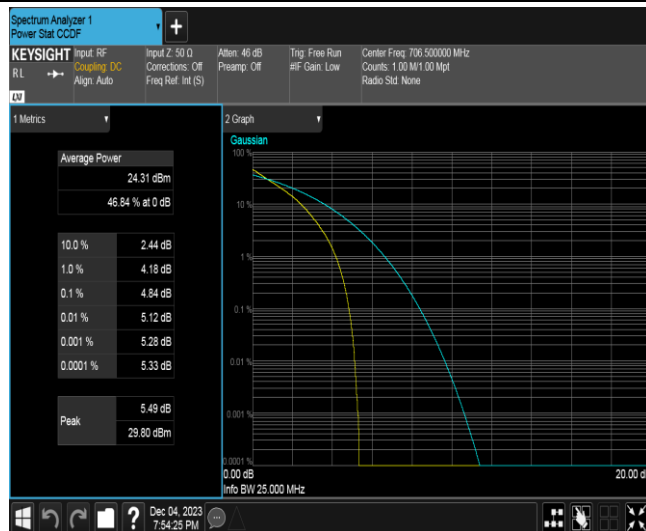 Spectrum Analyzer 1
Power Stat CCDF
+
KEYSIGHT
RL
Input: RF
Coupling: DC
Align: Auto
Input Z: 50 Ω
Corrections: Off
Freq Ref: Int (S)
Atten: 46 dB
Preamp: Off
Trig: Free Run
#IF Gain: Low
Center Freq: 706.500000 MHz
Counts: 1.00 M/1.00 Mpt
Radio Std: None
1 Metrics
Average Power
24.31 dBm
46.84 % at 0 dB
10.0 % 2.44 dB
1.0 % 4.18 dB
0.1 % 4.84 dB
0.01 % 5.12 dB
0.001 % 5.28 dB
0.0001 % 5.33 dB
Peak
5.49 dB
29.80 dBm
2 Graph
Gaussian
100 %
10 %
1 %
0.1 %
0.01 %
0.001 %
0.0001 %
0.00 dB
20.00 d
Info BW 25.000 MHz
?
Dec 04, 2023
7:54:25 PM